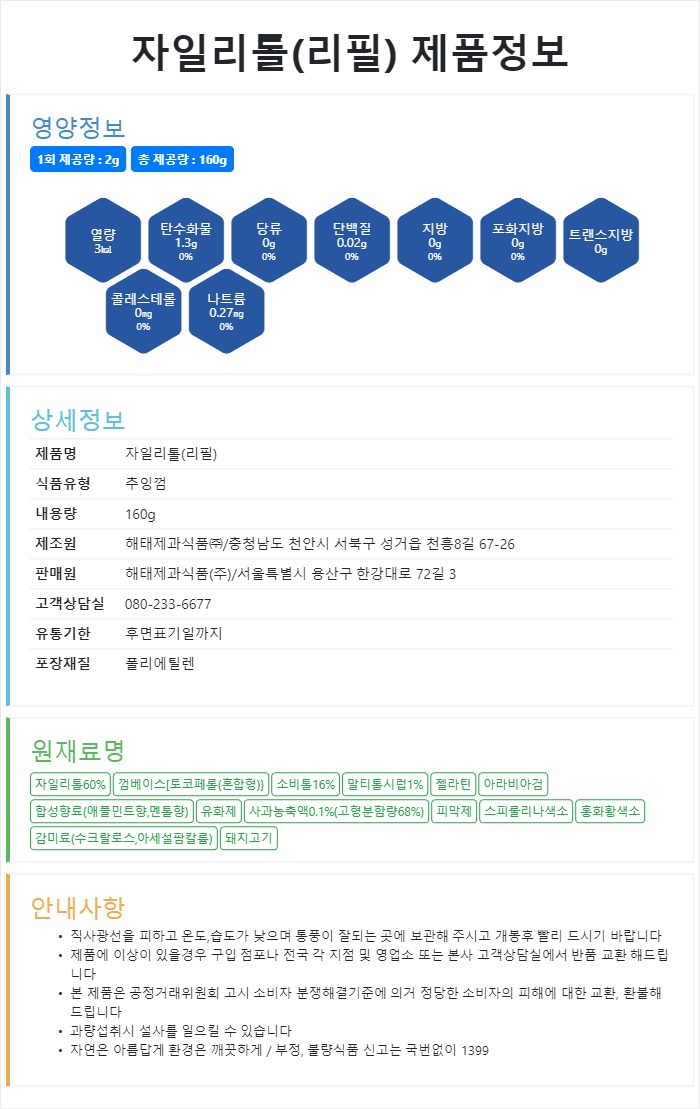 자일리톨(리필) 제품정보
영양정보
1회 제공량 : 2g 총 제공량 : 160g
열량
3㎉
탄수화물
1.3g
0%
당류
0g
0%
단백질
0.02g
0%
지방
0g
0%
포화지방
0g
0%
트랜스지방
0g
콜레스테롤
0㎎
0%
나트륨
0.27㎎
0%
상세정보
제품명 자일리톨(리필)
식품유형 추잉껌
내용량 160g
제조원 해태제과식품㈜/충청남도 천안시 서북구 성거읍 천흥8길 67-26
판매원 해태제과식품(주)/서울특별시 용산구 한강대로 72길 3
고객상담실 080-233-6677
유통기한 후면표기일까지
포장재질 폴리에틸렌
원재료명
자일리톨60% 껌베이스[토코페롤(혼합형)} 소비톨16% 말티톨시럽1% 젤라틴 아라비아검
합성향료(애플민트향,멘톨향) 유화제 사과농축액0.1%(고형분함량68%) 피막제 스피룰리나색소 홍화황색소
감미료(수크랄로스,아세설팜칼륨) 돼지고기
안내사항
• 직사광선을 피하고 온도,습도가 낮으며 통풍이 잘되는 곳에 보관해 주시고 개봉후 빨리 드시기 바랍니다
• 제품에 이상이 있을경우 구입 점포나 전국 각 지점 및 영업소 또는 본사 고객상담실에서 반품 교환 해드립
니다
• 본 제품은 공정거래위원회 고시 소비자 분쟁해결기준에 의거 정당한 소비자의 피해에 대한 교환, 환불해
드립니다
• 과량섭취시 설사를 일으킬 수 있습니다
• 자연은 아름답게 환경은 깨끗하게 / 부정, 불량식품 신고는 국번없이 1399